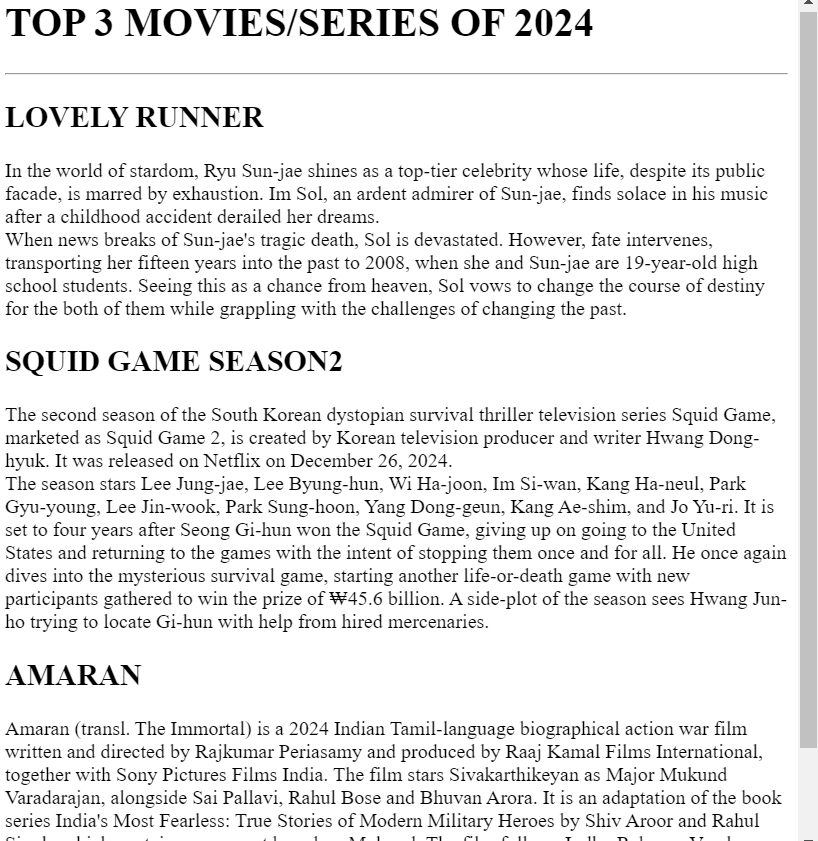 TOP 3 MOVIES/SERIES OF 2024
LOVELY RUNNER
In the world of stardom, Ryu Sun-jae shines as a top-tier celebrity whose life, despite its public
facade, is marred by exhaustion. Im Sol, an ardent admirer of Sun-jae, finds solace in his music
after a childhood accident derailed her dreams.
When news breaks of Sun-jae's tragic death, Sol is devastated. However, fate intervenes,
transporting her fifteen years into the past to 2008, when she and Sun-jae are 19-year-old high
school students. Seeing this as a chance from heaven, Sol vows to change the course of destiny
for the both of them while grappling with the challenges of changing the past.
SQUID GAME SEASON2
The second season of the South Korean dystopian survival thriller television series Squid Game,
marketed as Squid Game 2, is created by Korean television producer and writer Hwang Dong-
hyuk. It was released on Netflix on December 26, 2024.
The season stars Lee Jung-jae, Lee Byung-hun, Wi Ha-joon, Im Si-wan, Kang Ha-neul, Park
Gyu-young, Lee Jin-wook, Park Sung-hoon, Yang Dong-geun, Kang Ae-shim, and Jo Yu-ri. It is
set to four years after Seong Gi-hun won the Squid Game, giving up on going to the United
States and returning to the games with the intent of stopping them once and for all. He once again
dives into the mysterious survival game, starting another life-or-death game with new
participants gathered to win the prize of ₩45.6 billion. A side-plot of the season sees Hwang Jun-
ho trying to locate Gi-hun with help from hired mercenaries.
AMARAN
Amaran (transl. The Immortal) is a 2024 Indian Tamil-language biographical action war film
written and directed by Rajkumar Periasamy and produced by Raaj Kamal Films International,
together with Sony Pictures Films India. The film stars Sivakarthikeyan as Major Mukund
Varadarajan, alongside Sai Pallavi, Rahul Bose and Bhuvan Arora. It is an adaptation of the book
series India's Most Fearless: True Stories of Modern Military Heroes by Shiv Aroor and Rahul